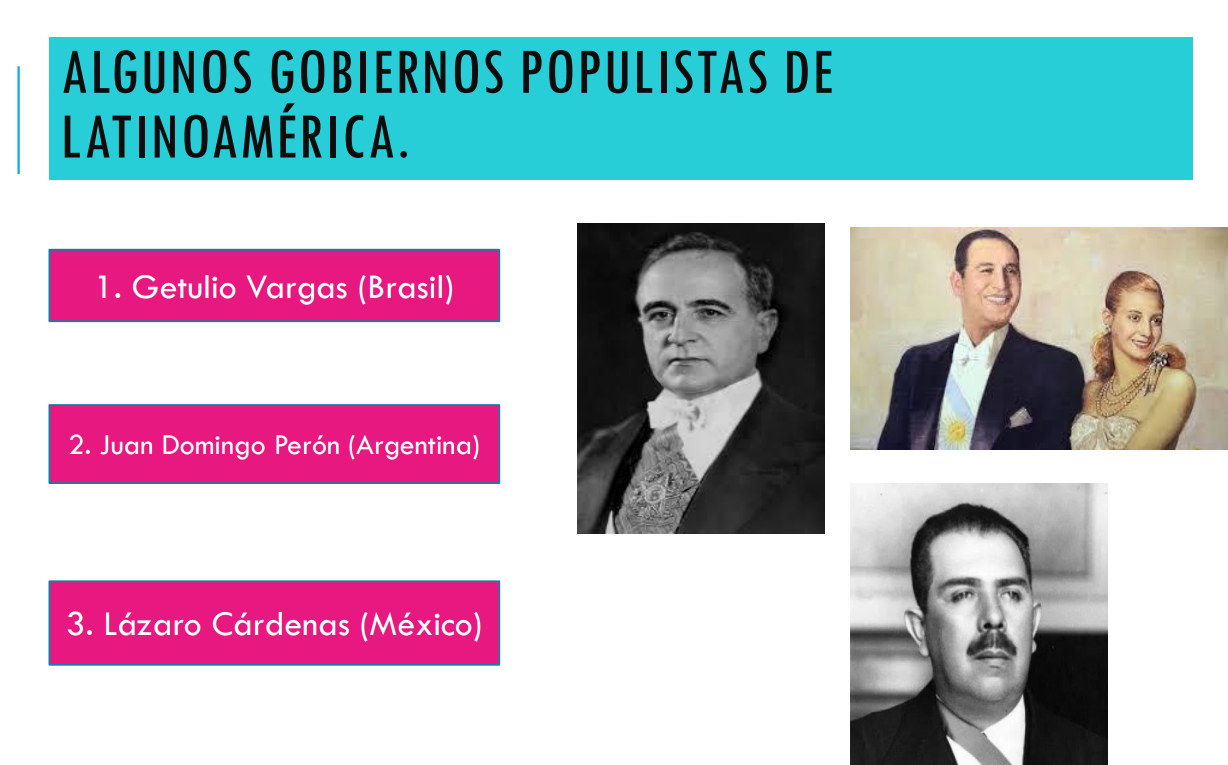 ALGUNOS GOBIERNOS POPULISTAS DE
LATINOAMÉRICA.
1. Getulio Vargas (Brasil)
2. Juan Domingo Perón (Argentina)
3. Lázaro Cárdenas (México)